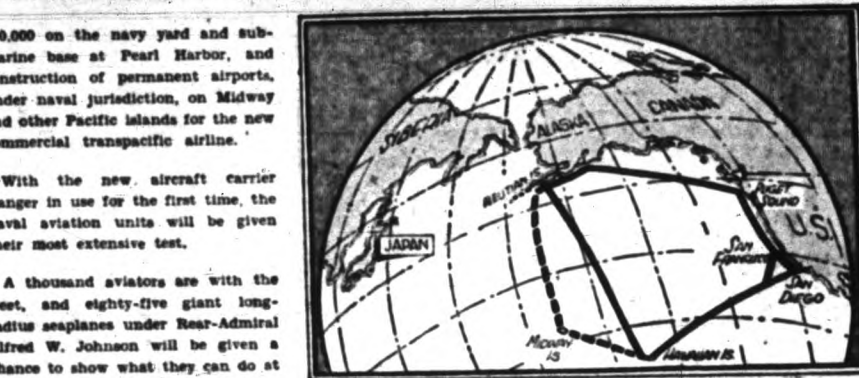 0,000 on the navy yard and sub-
arine base at Pearl Harbor, and
nstruction of permanent airports,
nder naval jurisdiction, on Midway
nd other Pacific islands for the new
ommercial transpacific airline.
With the new aircraft carrier
anger in use for the first time, the
aval aviation units will be given
heir most extensive test.
A thousand aviators are with the
eet, and eighty-five giant long-
adius seaplanes under Rear-Admiral
lfred W. Johnson will be given a
hance to show what they can do at
SIBERIA
ALASKA
CANADA
ALEUTIAN IS.
PUGET
SOUND
U.S.
JAPAN
SAN
FRANCISCO
SAN
DIEGO
MIDWAY
IS
HAWAIIAN IS.